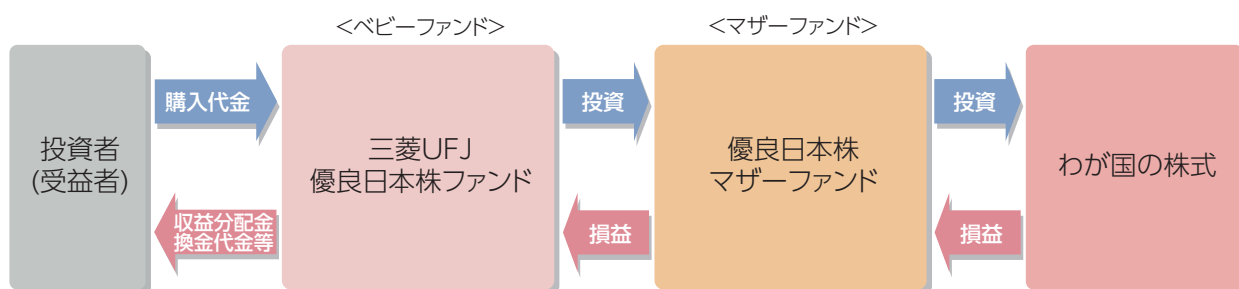 <ベビーファンド>
<マザーファンド>
投資者
(受益者)
購入代金
収益分配金
換金代金等
三菱UFJ
優良日本株ファンド
投資
損益
優良日本株
マザーファンド
投資
損益
わが国の株式